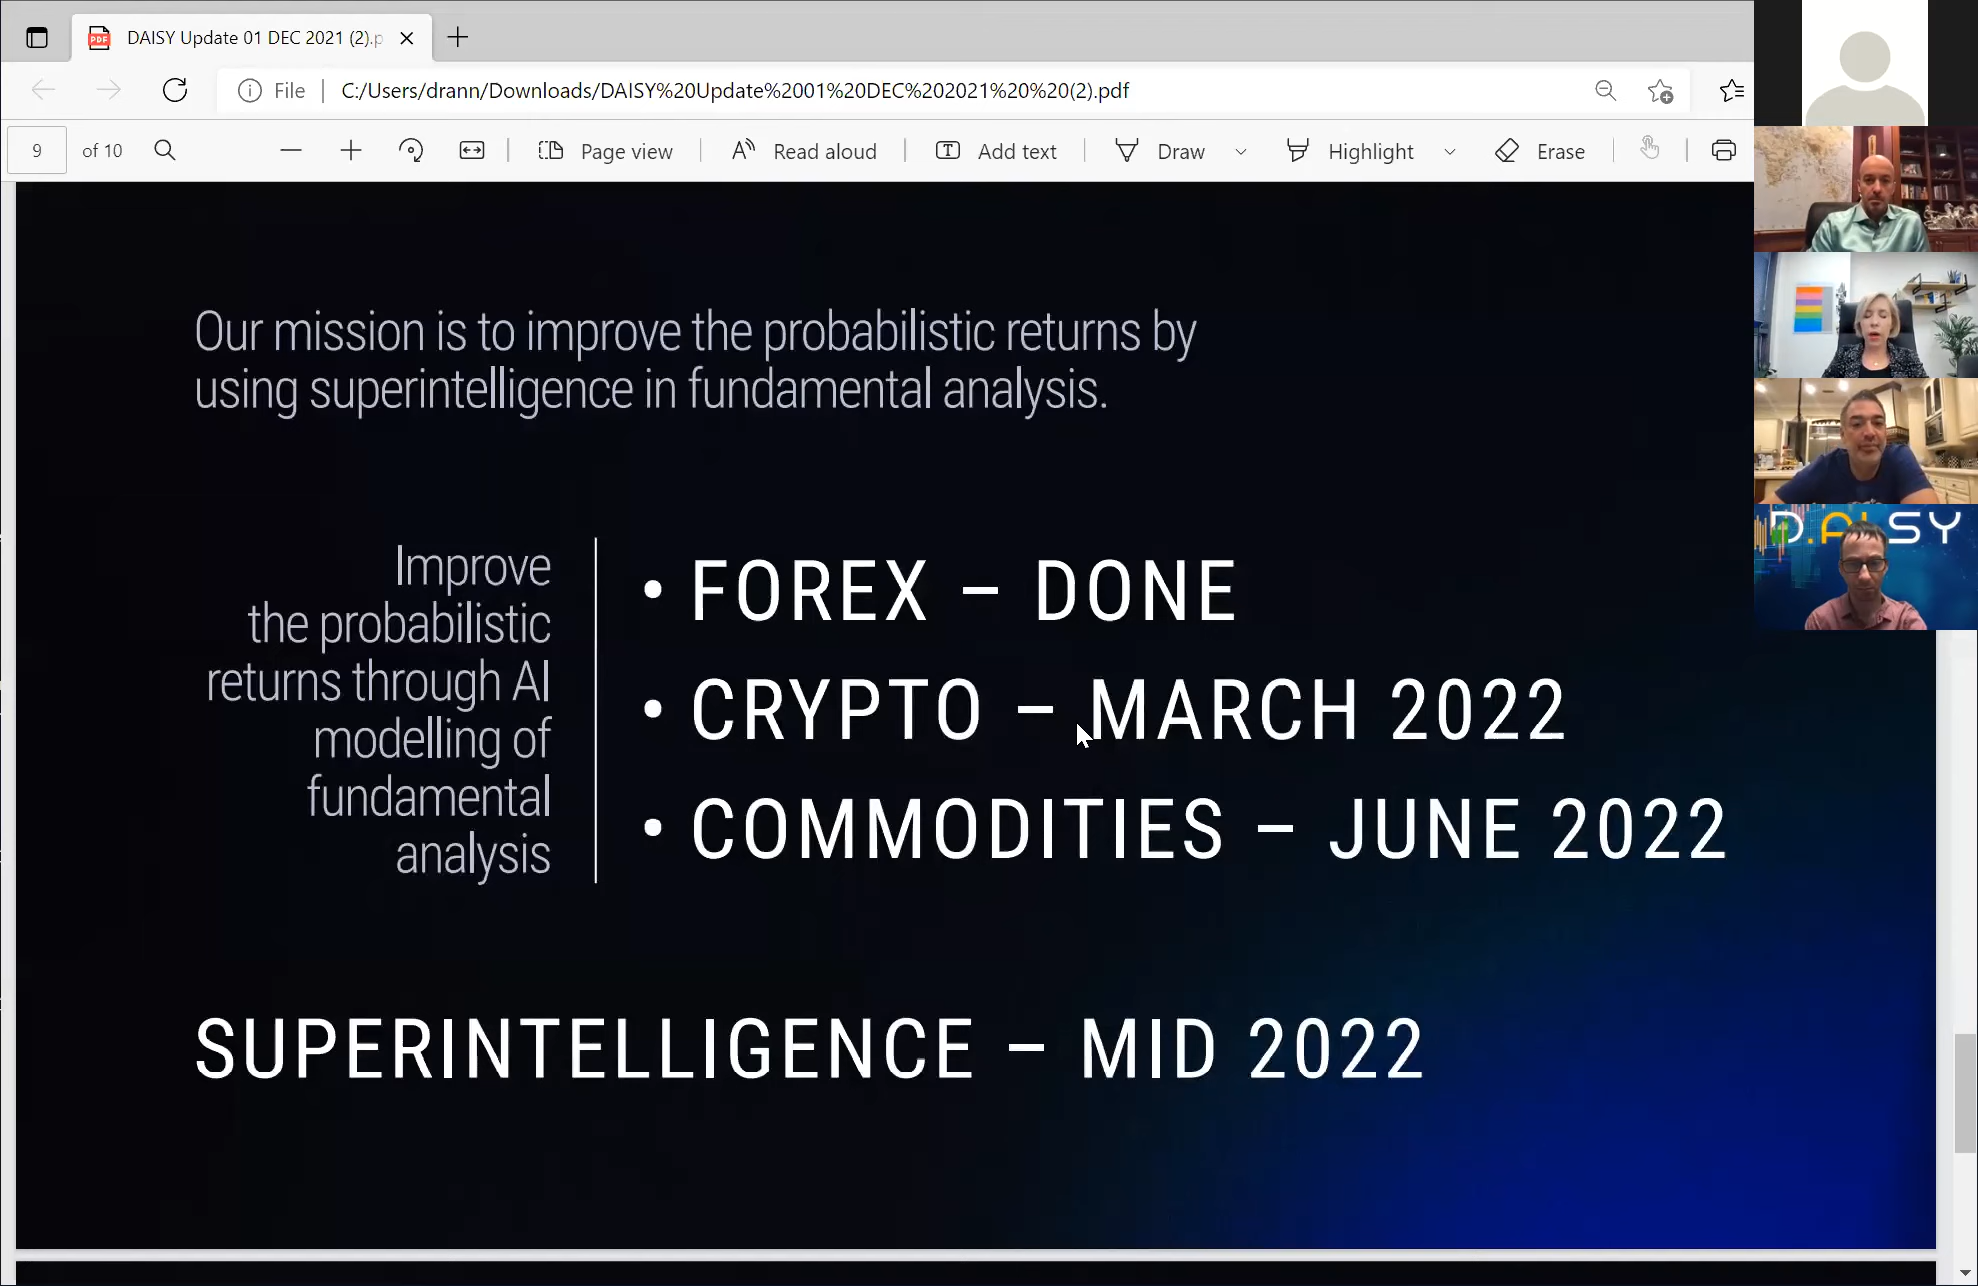 DAISY Update 01 DEC 2021 (2).p
File
C:/Users/drann/Downloads/DAISY%20Update%2001%20DEC%202021%20%20(2).pdf
9 of 10
Page view
Read aloud
Add text
Draw
Highlight
Erase
Our mission is to improve the probabilistic returns by
using superintelligence in fundamental analysis.
Improve
the probabilistic
returns through AI
modelling of
fundamental
analysis
• FOREX – DONE
• CRYPTO – MARCH 2022
• COMMODITIES – JUNE 2022
SUPERINTELLIGENCE – MID 2022
D.AISY